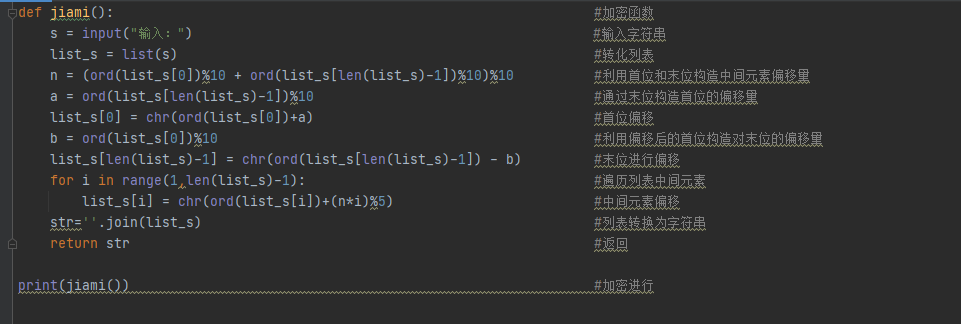 def jiami():                                    #加密函数
    s = input("输入：")                          #输入字符串
    list_s = list(s)                            #转化列表
    n = (ord(list_s[0])%10 + ord(list_s[len(list_s)-1])%10)%10    #利用首位和末位构造中间元素偏移量
    a = ord(list_s[len(list_s)-1])%10           #通过末位构造首位的偏移量
    list_s[0] = chr(ord(list_s[0])+a)           #首位偏移
    b = ord(list_s[0])%10                       #利用偏移后的首位构造对末位的偏移量
    list_s[len(list_s)-1] = chr(ord(list_s[len(list_s)-1]) - b)    #末位进行偏移
    for i in range(1,len(list_s)-1):            #遍历列表中间元素
        list_s[i] = chr(ord(list_s[i])+(n*i)%5)    #中间元素偏移
    str=''.join(list_s)                         #列表转换为字符串
    return str                                  #返回
print(jiami())                                  #加密进行